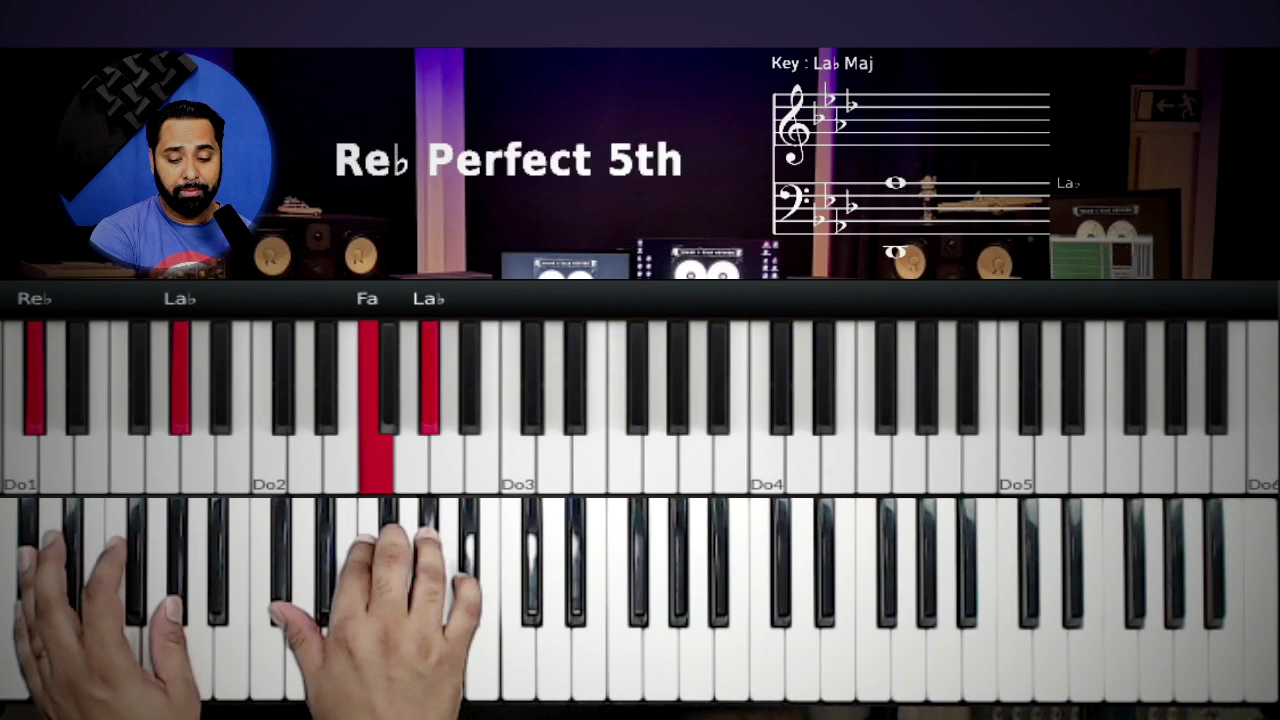 Key : La♭ Maj
Re♭ Perfect 5th
La♭
Re♭ La♭ Fa La♭
Do1 Do2 Do3 Do4 Do5 Do6